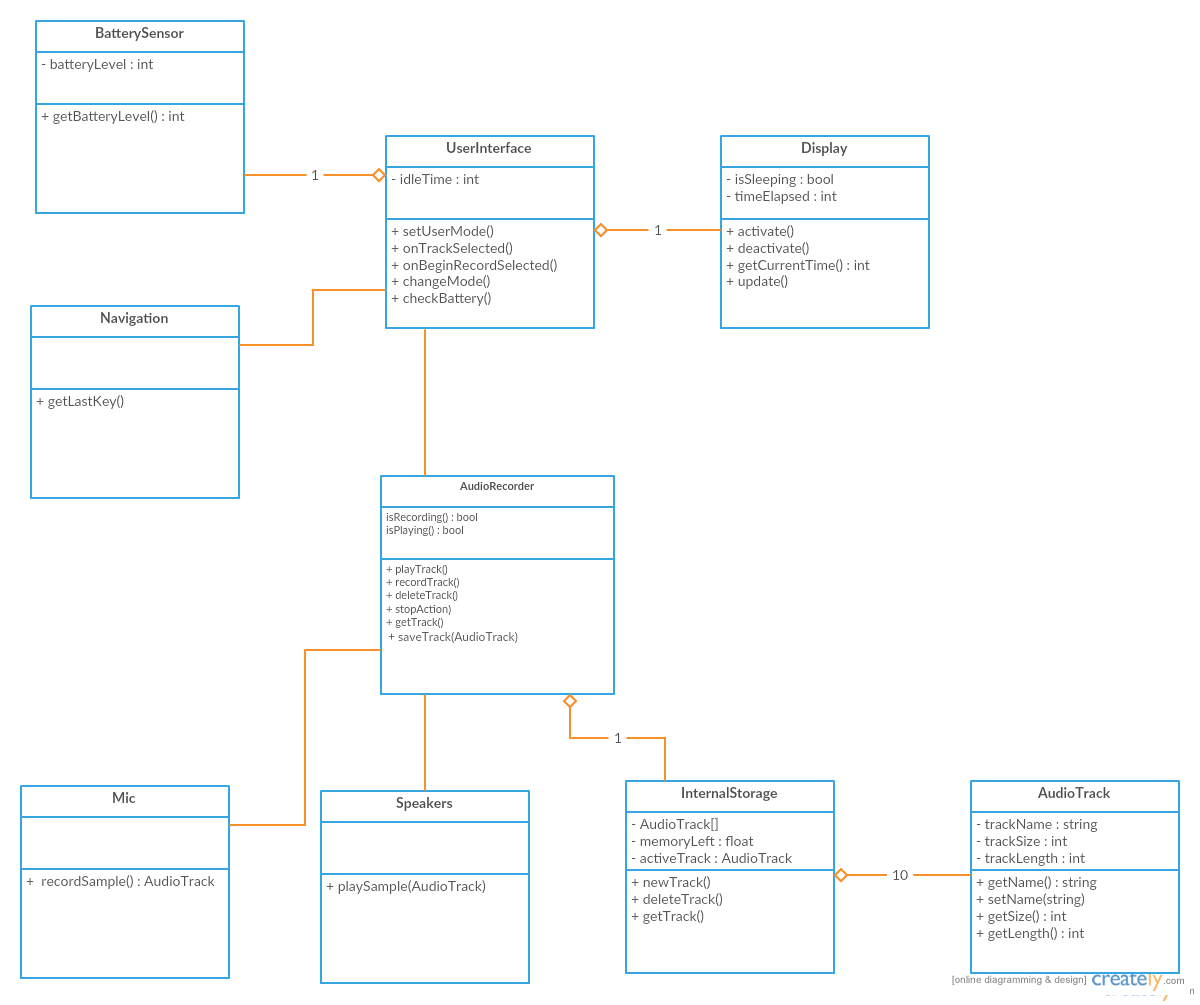 BatterySensor
- batteryLevel : int
+ getBatteryLevel() : int
1
UserInterface
- idleTime : int
+ setUserMode()
+ onTrackSelected()
+ onBeginRecordSelected()
+ changeMode()
+ checkBattery()
1
Display
- isSleeping : bool
- timeElapsed : int
+ activate()
+ deactivate()
+ getCurrentTime() : int
+ update()
Navigation
+ getLastKey()
AudioRecorder
isRecording() : bool
isPlaying() : bool
+ playTrack()
+ recordTrack()
+ deleteTrack()
+ stopAction)
+ getTrack()
+ saveTrack(AudioTrack)
1
Mic
+ recordSample() : AudioTrack
Speakers
+ playSample(AudioTrack)
InternalStorage
- AudioTrack[]
- memoryLeft : float
- activeTrack : AudioTrack
+ newTrack()
+ deleteTrack()
+ getTrack()
10
AudioTrack
- trackName : string
- trackSize : int
- trackLength : int
+ getName() : string
+ setName(string)
+ getSize() : int
+ getLength() : int
[online diagramming & design] creately.com